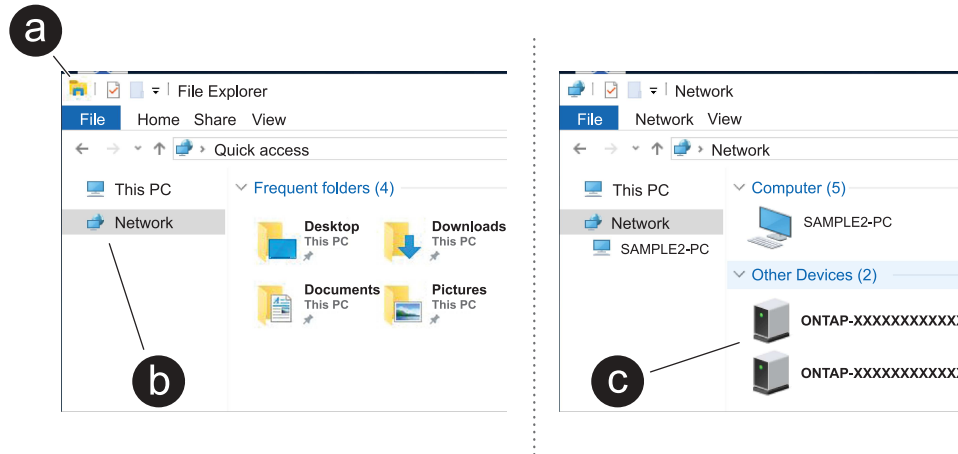 a
File Explorer
File Home Share View
Quick access
This PC
Network
Frequent folders (4)
Desktop
This PC
Downloads
This PC
Documents
This PC
Pictures
This PC
b
Network
File Network View
Network
This PC
Network
SAMPLE2-PC
Computer (5)
SAMPLE2-PC
Other Devices (2)
ONTAP-XXXXXXXXXXXX
ONTAP-XXXXXXXXXXXX
c